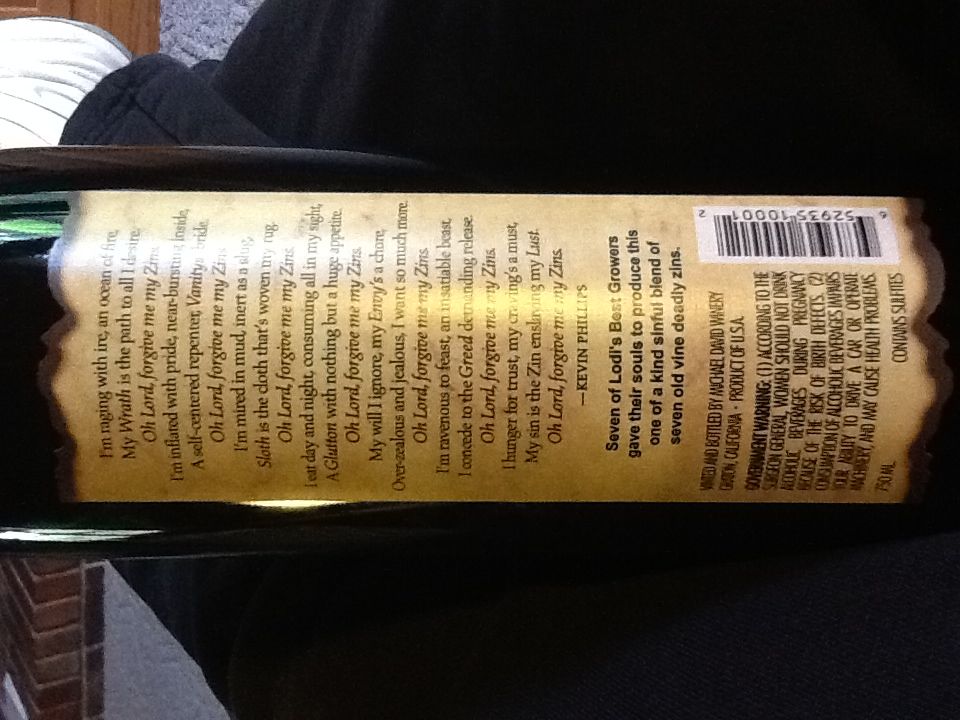 I'm raging with ire, an ocean of fire,
My Wrath is the path to all I desire.
Oh Lord, forgive me my Zins.
I'm inflated with pride, near-bursting inside,
A self-centered repenter, Vanity's bride.
Oh Lord, forgive me my Zins.
I'm mired in mud, inert as a slug,
Sloth is the cloth that's woven my rug.
Oh Lord, forgive me my Zins.
I eat day and night, consuming all in my sight,
A Glutton with nothing but a huge appetite.
Oh Lord, forgive me my Zins.
My will I ignore, my Envy's a chore,
Over-zealous and jealous, I want so much more.
Oh Lord, forgive me my Zins.
I'm ravenous to feast, an insatiable beast,
I concede to the Greed demanding release.
Oh Lord, forgive me my Zins.
I hunger for trust, my craving's a must,
My sin is the Zin enslaving my Lust.
Oh Lord, forgive me my Zins.
—KEVIN PHILLIPS
Seven of Lodi's Best Growers
gave their souls to produce this
one of a kind sinful blend of
seven old vine deadly zins.
VINTED AND BOTTLED BY MICHAEL DAVID WINERY
CALIFORNIA • PRODUCT OF U.S.A.
GOVERNMENT WARNING: (1) ACCORDING TO THE
SURGEON GENERAL, WOMEN SHOULD NOT DRINK
ALCOHOLIC BEVERAGES DURING PREGNANCY
BECAUSE OF THE RISK OF BIRTH DEFECTS. (2)
CONSUMPTION OF ALCOHOLIC BEVERAGES IMPAIRS
YOUR ABILITY TO DRIVE A CAR OR OPERATE
MACHINERY, AND MAY CAUSE HEALTH PROBLEMS.
750 ML CONTAINS SULFITES
6 52935 10001 2